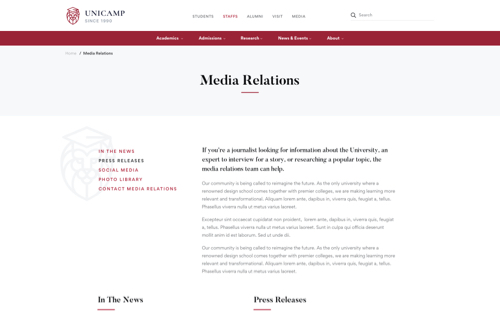 UNICAMP
SINCE 1990
STUDENTS STAFFS ALUMNI VISIT MEDIA
Search
Academics Admissions Research News & Events About
Home / Media Relations
Media Relations
IN THE NEWS
PRESS RELEASES
SOCIAL MEDIA
PHOTO LIBRARY
CONTACT MEDIA RELATIONS
If you're a journalist looking for information about the University, an
expert to interview for a story, or researching a popular topic, the
media relations team can help.
Our community is being called to reimagine the future. As the only university where a
renowned design school comes together with premier colleges, we are making learning more
relevant and transformational. Aliquam lorem ante, dapibus in, viverra quis, feugiat a, tellus.
Phasellus viverra nulla ut metus varius laoreet.
Excepteur sint occaecat cupidatat non proident, lorem ante, dapibus in, viverra quis, feugiat
a, tellus. Phasellus viverra nulla ut metus varius laoreet. Sunt in culpa qui officia deserunt
mollit anim id est laborum. Sed ut unde dit.
Our community is being called to reimagine the future. As the only university where a
renowned design school comes together with premier colleges, we are making learning more
relevant and transformational. Aliquam lorem ante, dapibus in, viverra quis, feugiat a, tellus.
Phasellus viverra nulla ut metus varius laoreet.
In The News
Press Releases